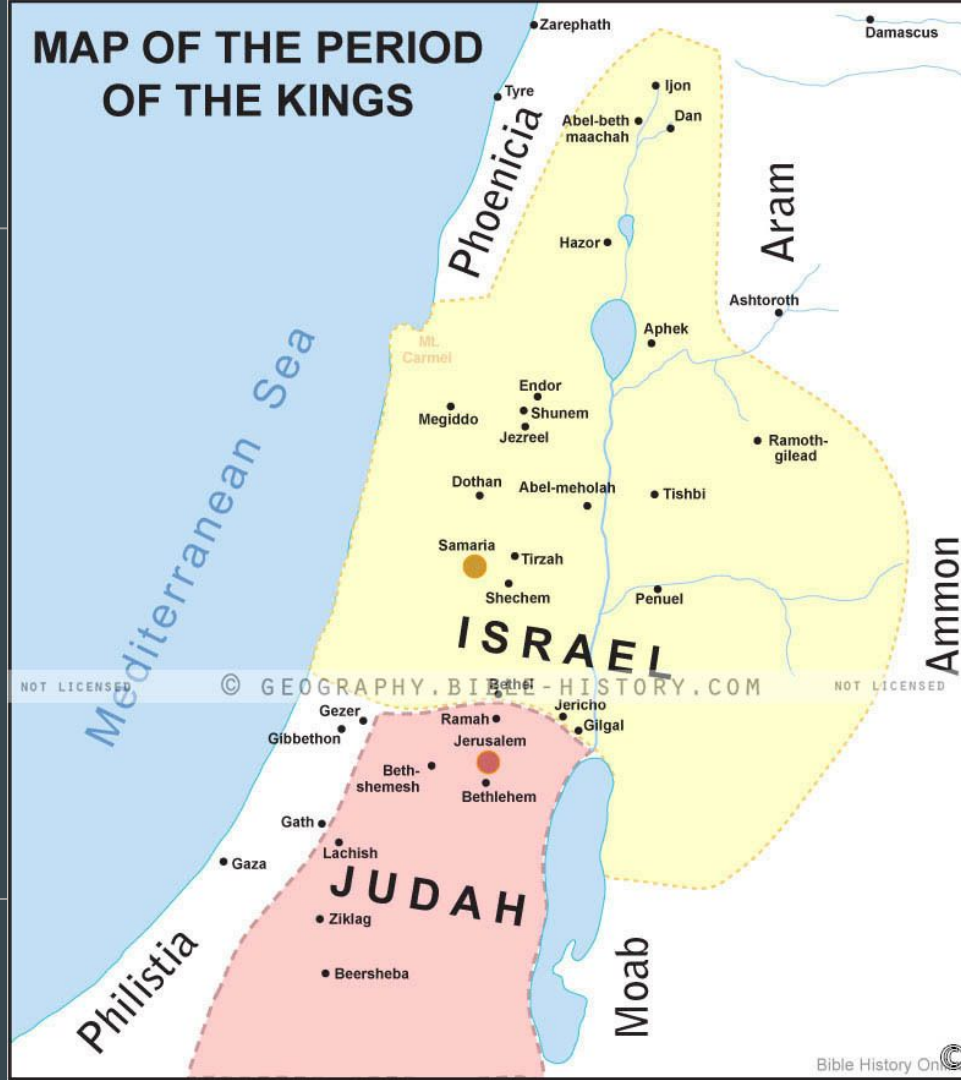 MAP OF THE PERIOD
OF THE KINGS
Zarephath
Damascus
Tyre
Ijon
Abel-beth
maachah
Dan
Phoenicia
Aram
Hazor
Ashtoroth
Aphek
Mt.
Carmel
Endor
Shunem
Megiddo
Jezreel
Ramoth-
gilead
Mediterranean Sea
Dothan
Abel-meholah
Tishbi
Samaria
Tirzah
Shechem
Penuel
Ammon
ISRAEL
NOT LICENSED
© GEOGRAPHY.BIBLE-HISTORY.COM
NOT LICENSED
Bethel
Jericho
Gezer
Ramah
Gilgal
Gibbethon
Jerusalem
Beth-
shemesh
Bethlehem
Gath
Lachish
Gaza
JUDAH
Ziklag
Philistia
Moab
Beersheba
©
Bible History